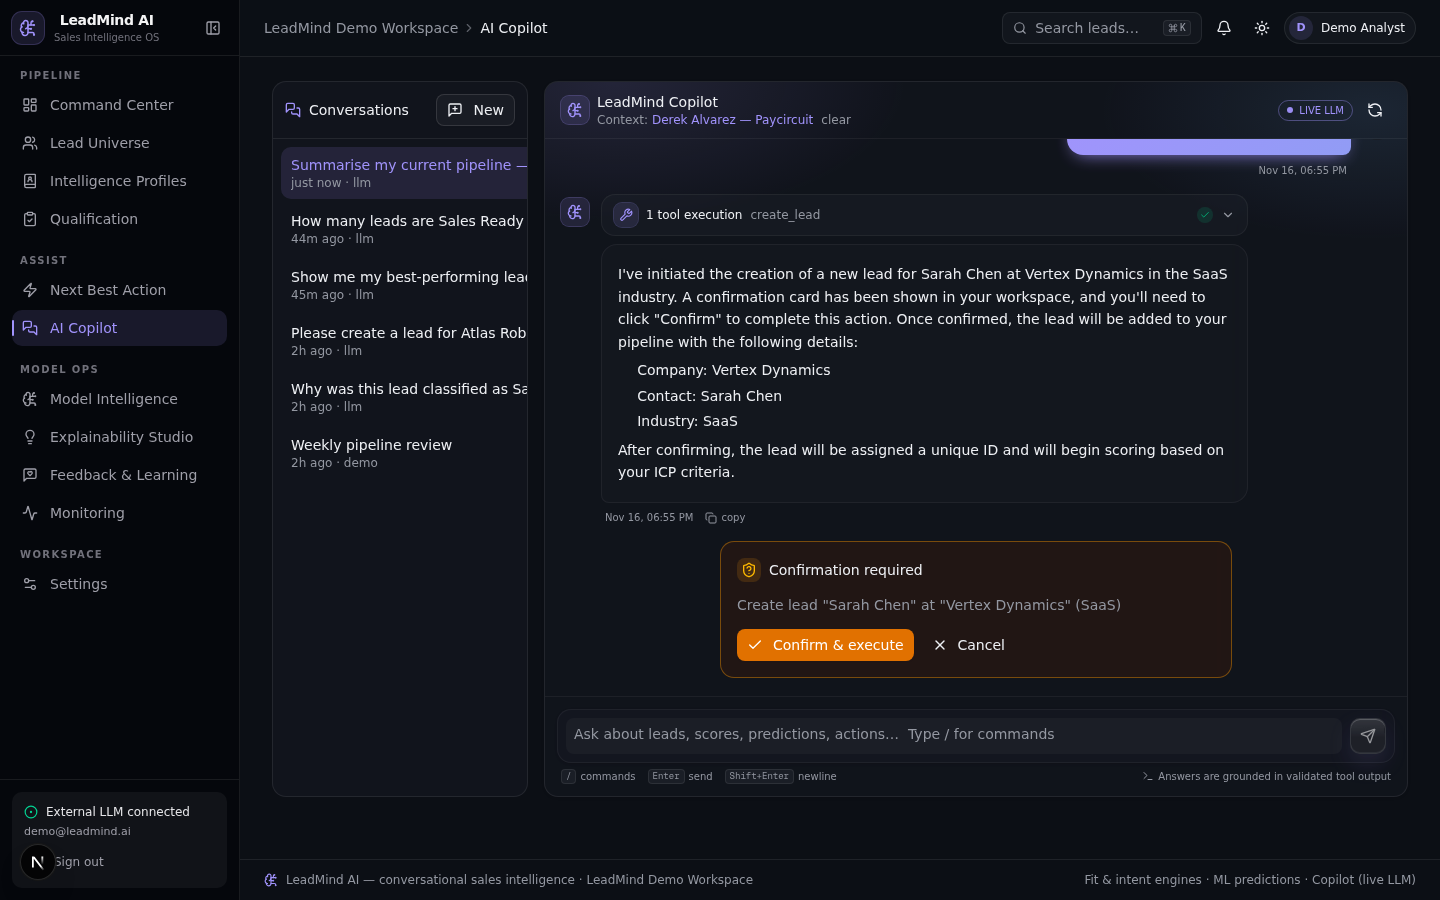 LeadMind AI
Sales Intelligence OS
PIPELINE
Command Center
Lead Universe
Intelligence Profiles
Qualification
ASSIST
Next Best Action
AI Copilot
MODEL OPS
Model Intelligence
Explainability Studio
Feedback & Learning
Monitoring
WORKSPACE
Settings
External LLM connected
demo@leadmind.ai
N
Sign out
LeadMind Demo Workspace > AI Copilot
Search leads... ⌘K
D Demo Analyst
Conversations
New
Summarise my current pipeline —
just now · llm
How many leads are Sales Ready
44m ago · llm
Show me my best-performing lead
45m ago · llm
Please create a lead for Atlas Rob
2h ago · llm
Why was this lead classified as Sa
2h ago · llm
Weekly pipeline review
2h ago · demo
LeadMind Copilot
Context: Derek Alvarez — Paycircuit clear
LIVE LLM
Nov 16, 06:55 PM
1 tool execution create_lead
I've initiated the creation of a new lead for Sarah Chen at Vertex Dynamics in the SaaS
industry. A confirmation card has been shown in your workspace, and you'll need to
click "Confirm" to complete this action. Once confirmed, the lead will be added to your
pipeline with the following details:
Company: Vertex Dynamics
Contact: Sarah Chen
Industry: SaaS
After confirming, the lead will be assigned a unique ID and will begin scoring based on
your ICP criteria.
Nov 16, 06:55 PM copy
Confirmation required
Create lead "Sarah Chen" at "Vertex Dynamics" (SaaS)
Confirm & execute
Cancel
Ask about leads, scores, predictions, actions… Type / for commands
/ commands Enter send Shift+Enter newline
Answers are grounded in validated tool output
LeadMind AI — conversational sales intelligence · LeadMind Demo Workspace
Fit & intent engines · ML predictions · Copilot (live LLM)